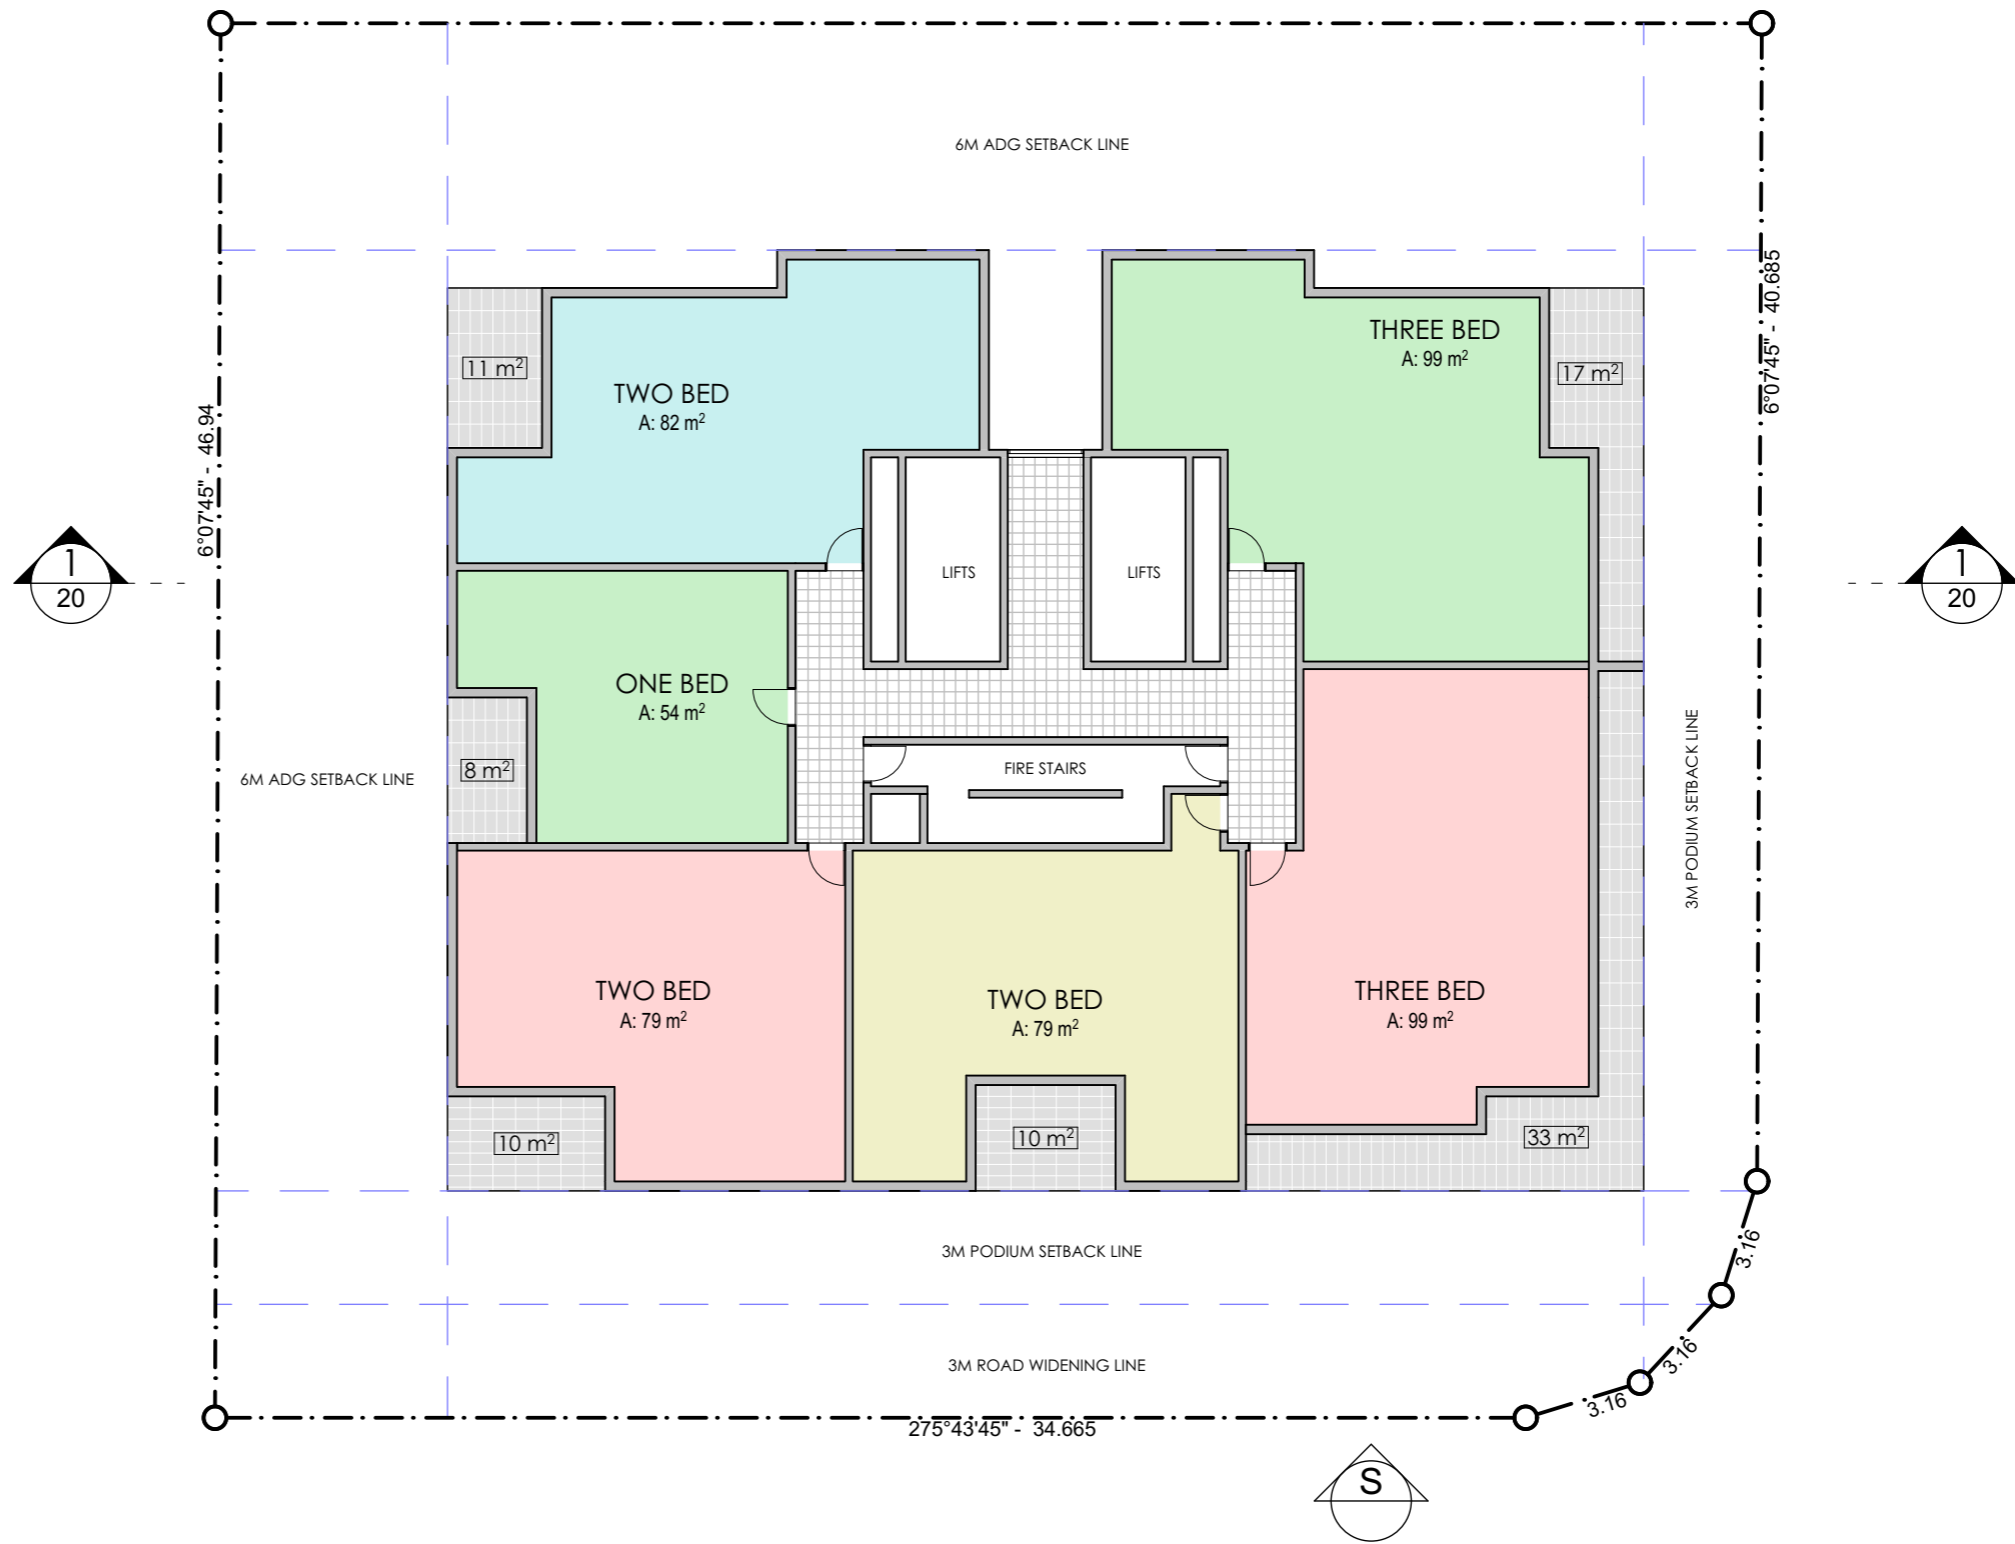 6M ADG SETBACK LINE
6°07'45" - 40.685
THREE BED
A: 99 m²
11 m²
17 m²
TWO BED
A: 82 m²
6°07'45" - 46.94
1
20
LIFTS
LIFTS
1
20
ONE BED
A: 54 m²
6M ADG SETBACK LINE
8 m²
FIRE STAIRS
3M PODIUM SETBACK LINE
TWO BED
A: 79 m²
TWO BED
A: 79 m²
THREE BED
A: 99 m²
10 m²
10 m²
33 m²
3M PODIUM SETBACK LINE
3.16
3M ROAD WIDENING LINE
3.16
3.16
275°43'45" - 34.665
S